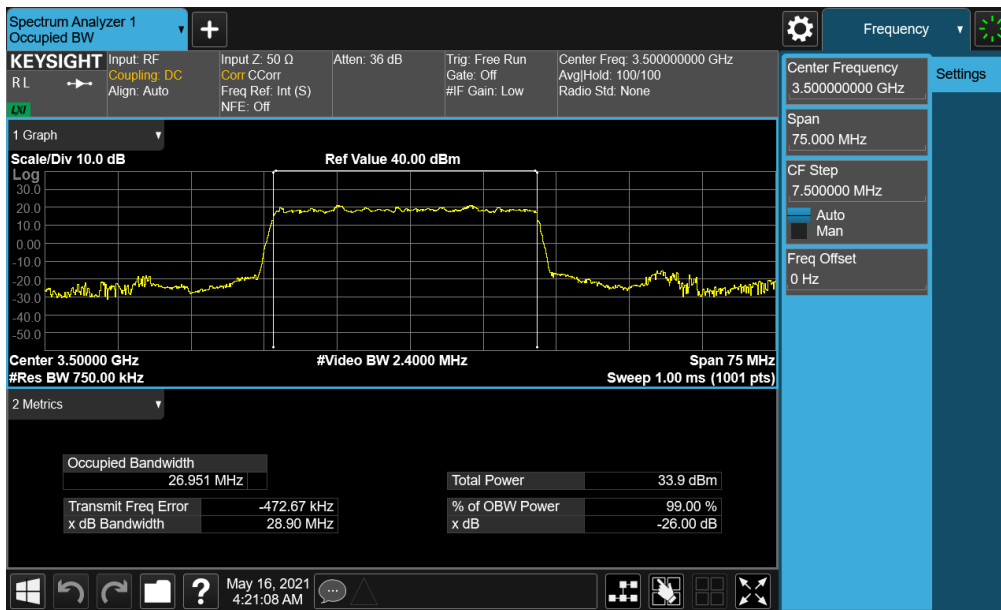 Spectrum Analyzer 1
Occupied BW
+
Frequency
KEYSIGHT
R L
LXI
Input: RF
Coupling: DC
Align: Auto
Input Z: 50 Ω
Corr CCorr
Freq Ref: Int (S)
NFE: Off
Atten: 36 dB
Trig: Free Run
Gate: Off
#IF Gain: Low
Center Freq: 3.500000000 GHz
Avg|Hold: 100/100
Radio Std: None
Center Frequency
3.500000000 GHz
Settings
Span
75.000 MHz
CF Step
7.500000 MHz
Auto
Man
Freq Offset
0 Hz
1 Graph
Scale/Div 10.0 dB
Ref Value 40.00 dBm
Log
30.0
20.0
10.0
0.00
-10.0
-20.0
-30.0
-40.0
-50.0
Center 3.50000 GHz
#Video BW 2.4000 MHz
Span 75 MHz
#Res BW 750.00 kHz
Sweep 1.00 ms (1001 pts)
2 Metrics
Occupied Bandwidth
26.951 MHz
Total Power 33.9 dBm
Transmit Freq Error -472.67 kHz
% of OBW Power 99.00 %
x dB Bandwidth 28.90 MHz
x dB -26.00 dB
?
May 16, 2021
4:21:08 AM